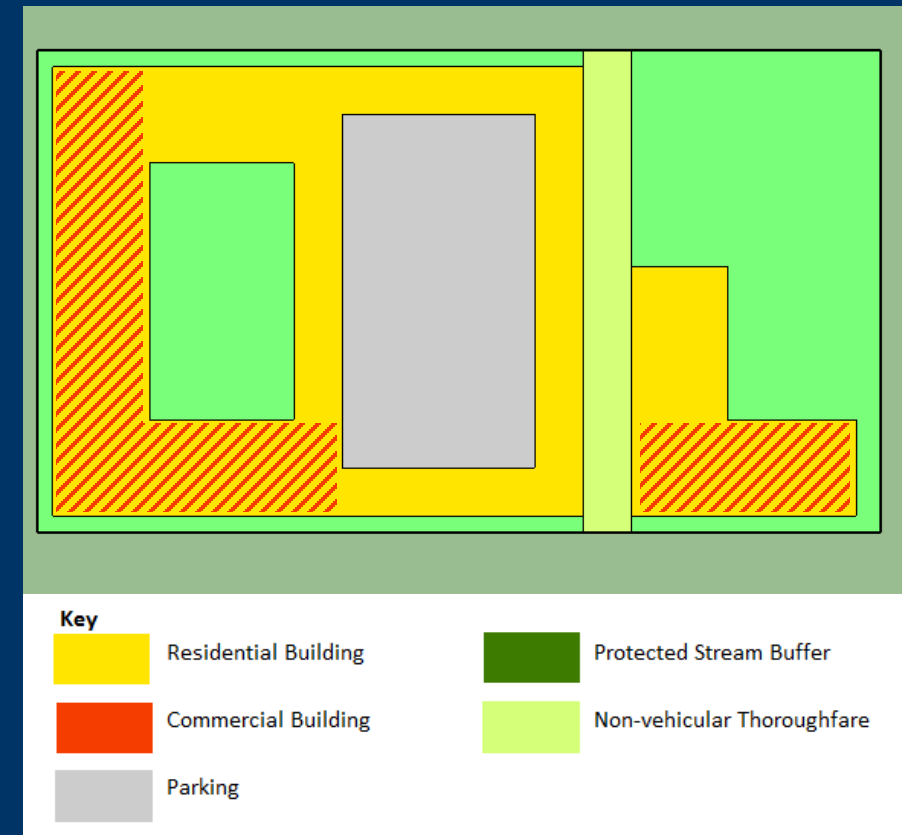 Key
Residential Building
Protected Stream Buffer
Commercial Building
Non-vehicular Thoroughfare
Parking